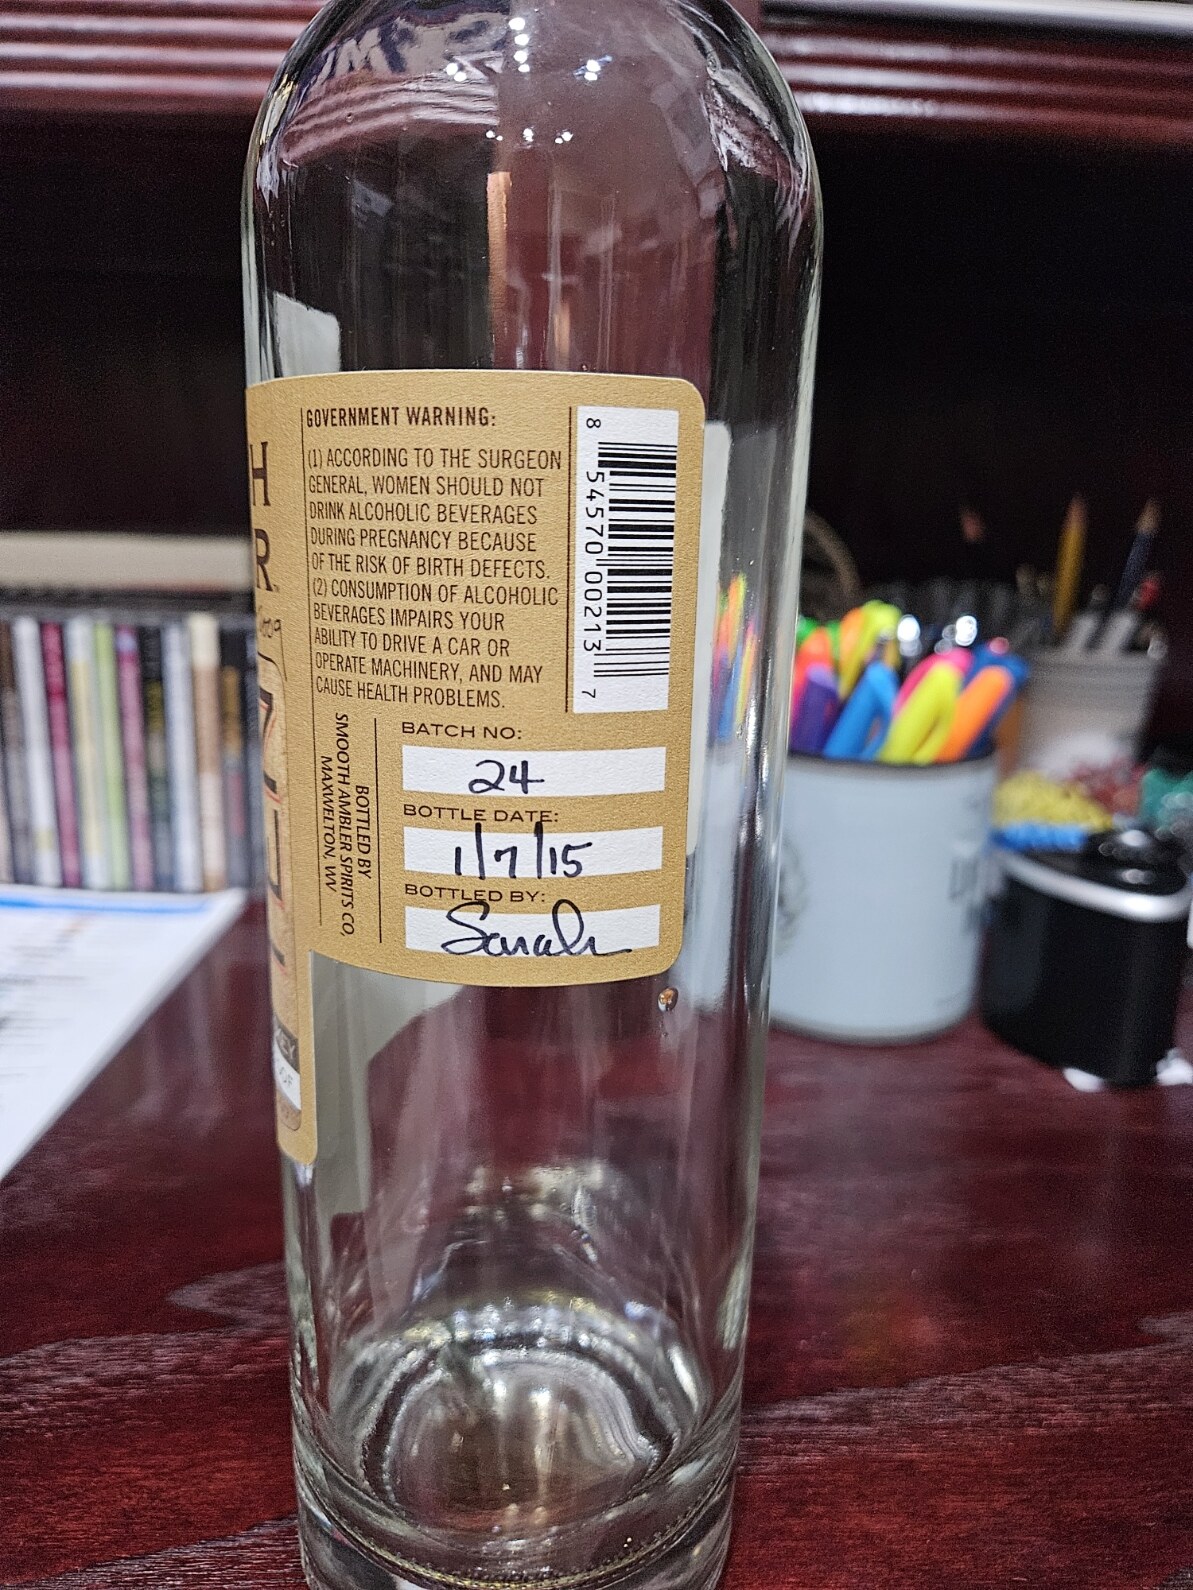 GOVERNMENT WARNING:
(1) ACCORDING TO THE SURGEON
GENERAL, WOMEN SHOULD NOT
DRINK ALCOHOLIC BEVERAGES
DURING PREGNANCY BECAUSE
OF THE RISK OF BIRTH DEFECTS.
(2) CONSUMPTION OF ALCOHOLIC
BEVERAGES IMPAIRS YOUR
ABILITY TO DRIVE A CAR OR
OPERATE MACHINERY, AND MAY
CAUSE HEALTH PROBLEMS.
8 54570 00213 7
BATCH NO:
24
BOTTLE DATE:
1/7/15
BOTTLED BY:
Sarah
BOTTLED BY
SMOOTH AMBLER SPIRITS CO.
MAXWELTON, WV